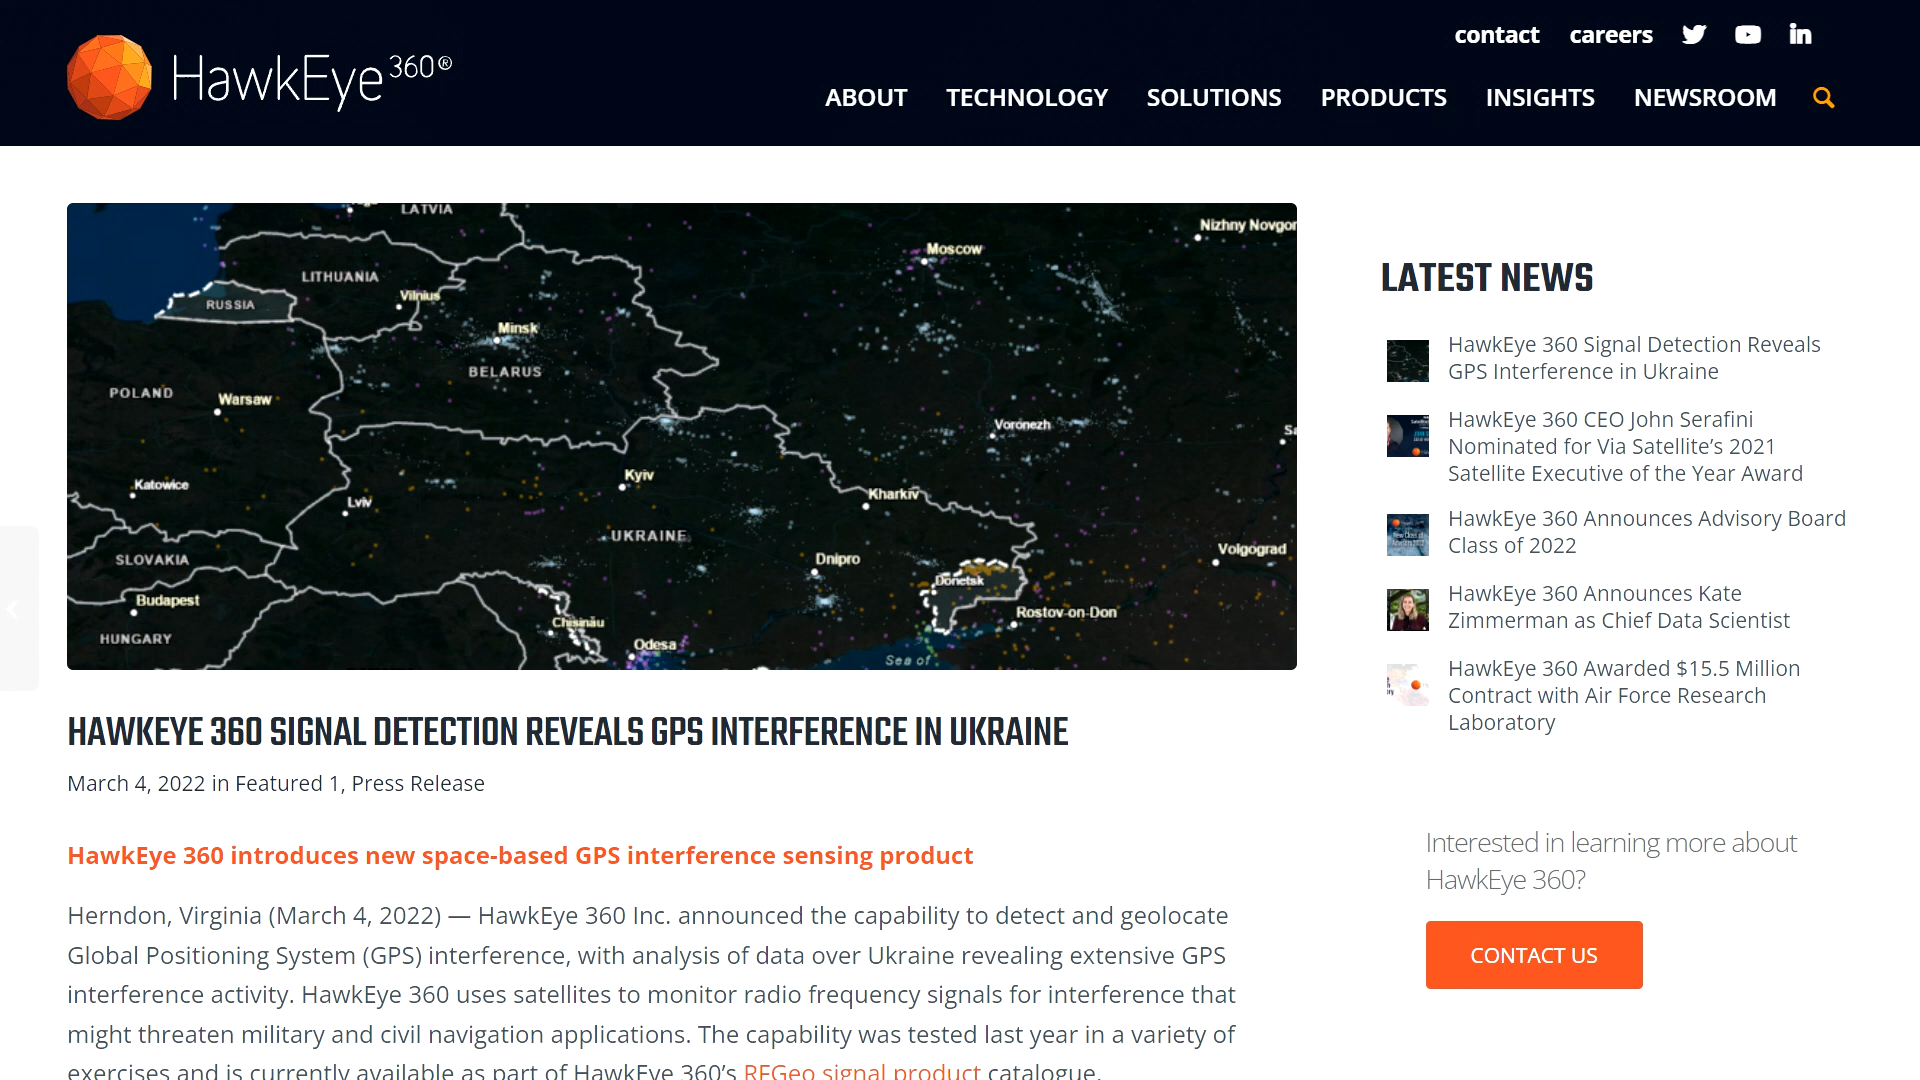 contact careers
HawkEye 360®
ABOUT TECHNOLOGY SOLUTIONS PRODUCTS INSIGHTS NEWSROOM
LATVIA
Nizhny Novgor
Moscow
LITHUANIA
Vilnius
RUSSIA
Minsk
BELARUS
POLAND
Warsaw
Voronezh
Sa
Kyiv
Katowice
Lviv
Kharkiv
UKRAINE
SLOVAKIA
Dnipro
Volgograd
Donetsk
Budapest
Rostov-on-Don
Chisinău
HUNGARY
Odesa
Sea of
HAWKEYE 360 SIGNAL DETECTION REVEALS GPS INTERFERENCE IN UKRAINE
March 4, 2022 in Featured 1, Press Release
HawkEye 360 introduces new space-based GPS interference sensing product
Herndon, Virginia (March 4, 2022) — HawkEye 360 Inc. announced the capability to detect and geolocate
Global Positioning System (GPS) interference, with analysis of data over Ukraine revealing extensive GPS
interference activity. HawkEye 360 uses satellites to monitor radio frequency signals for interference that
might threaten military and civil navigation applications. The capability was tested last year in a variety of
exercises and is currently available as part of HawkEye 360’s RFGeo signal product catalogue.
LATEST NEWS
HawkEye 360 Signal Detection Reveals
GPS Interference in Ukraine
HawkEye 360 CEO John Serafini
Nominated for Via Satellite’s 2021
Satellite Executive of the Year Award
HawkEye 360 Announces Advisory Board
Class of 2022
HawkEye 360 Announces Kate
Zimmerman as Chief Data Scientist
HawkEye 360 Awarded $15.5 Million
Contract with Air Force Research
Laboratory
Interested in learning more about
HawkEye 360?
CONTACT US